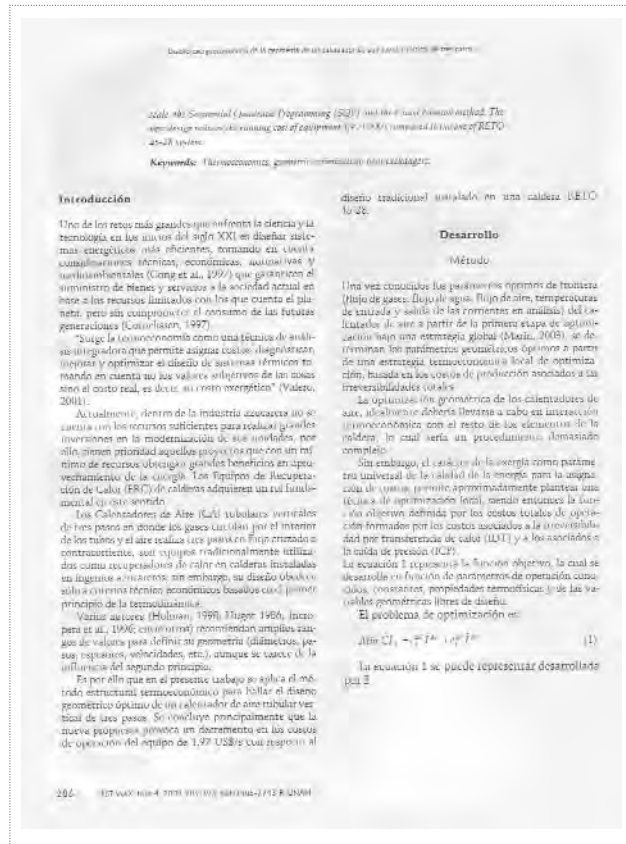 Diseño óptimo geométrico de la geometría de los calentadores de aire para calderas de tres pasos
scale. The Sequential Quadratic Programming (SQP) and the method. The
new design reduces the running cost of equipment 1,97 US$/s compared to the one of RETO
45-28 system.
Keywords: Thermoeconomics, geometric optimization, heat exchangers.
Introducción
Uno de los retos más grandes que enfrenta la ciencia y la
tecnología en los inicios del siglo XXI es diseñar siste-
mas energéticos más eficientes, tomando en cuenta
consideraciones técnicas, económicas, normativas y
medioambientales (Gong et al., 1997) que garanticen el
suministro de bienes y servicios a la sociedad actual en
base a los recursos limitados con los que cuenta el pla-
neta, pero sin comprometer el consumo de las futuras
generaciones (Cornelissen, 1997)
"Surge la termoeconomía como una técnica de análi-
sis integradora que permite asignar costos, diagnosticar,
mejorar y optimizar el diseño de sistemas térmicos to-
mando en cuenta no los valores subjetivos de las cosas
sino el costo real, es decir, su costo exergético" (Valero,
2001).
Actualmente, dentro de la industria azucarera no se
cuenta con los recursos suficientes para realizar grandes
inversiones en la modernización de sus unidades, por
ello, tienen prioridad aquellos proyectos que con un mí-
nimo de recursos obtengan grandes beneficios en apro-
vechamiento de la energía. Los Equipos de Recupera-
ción de Calor (ERC) de calderas adquieren un rol funda-
mental en este sentido.
Los Calentadores de Aire (CA) tubulares verticales
de tres pasos en donde los gases circulan por el interior
de los tubos y el aire realiza tres pasos en flujo cruzado a
contracorriente, son equipos tradicionalmente utiliza-
dos como recuperadores de calor en calderas instaladas
en ingenios azucareros, sin embargo, su diseño obedece
sólo a criterios técnico económicos basados en el primer
principio de la termodinámica.
Varios autores (Holman, 1998; Hugot 1986, Incro-
pera et al., 1996; entre otros) recomiendan amplios ran-
gos de valores para definir su geometría (diámetros, pa-
sos, espesores, velocidades, etc.), aunque se carece de la
influencia del segundo principio.
Es por ello que en el presente trabajo se aplica el mé-
todo estructural termoeconómico para hallar el diseño
geométrico óptimo de un calentador de aire tubular ver-
tical de tres pasos. Se concluye principalmente que la
nueva propuesta provoca un decremento en los costos
de operación del equipo de 1.97 US$/s con respecto al
diseño tradicional instalado en una caldera RETO
45-28.
Desarrollo
Método
Una vez conocidos los parámetros óptimos de frontera
(flujo de gases, flujo de agua, flujo de aire, temperaturas
de entrada y salida de las corrientes en análisis) del ca-
lentador de aire a partir de la primera etapa de optimi-
zación bajo una estrategia global (Marín, 2005), se de-
terminan los parámetros geométricos óptimos a partir
de una estrategia termoeconómica local de optimiza-
ción, basada en los costos de producción asociados a las
irreversibilidades totales.
La optimización geométrica de los calentadores de
aire, idealmente debería llevarse a cabo en interacción
termoeconómica con el resto de los elementos de la
caldera, lo cual sería un procedimiento demasiado
complejo.
Sin embargo, el carácter de la exergía como paráme-
tro universal de la calidad de la energía para la asigna-
ción de costos, permite aproximadamente plantear una
técnica de optimización local, siendo entonces la fun-
ción objetivo definida por los costos totales de opera-
ción formados por los costos asociados a la irreversibili-
dad por transferencia de calor (IDT) y a los asociados a
la caída de presión (ICP).
La ecuación 1 representa la función objetivo, la cual se
desarrolla en función de parámetros de operación cono-
cidos, constantes, propiedades termofísicas y de las va-
riables geométricas libres de diseño.
El problema de optimización es:
(1)
La ecuación 1 se puede representar desarrollada
por 2
286